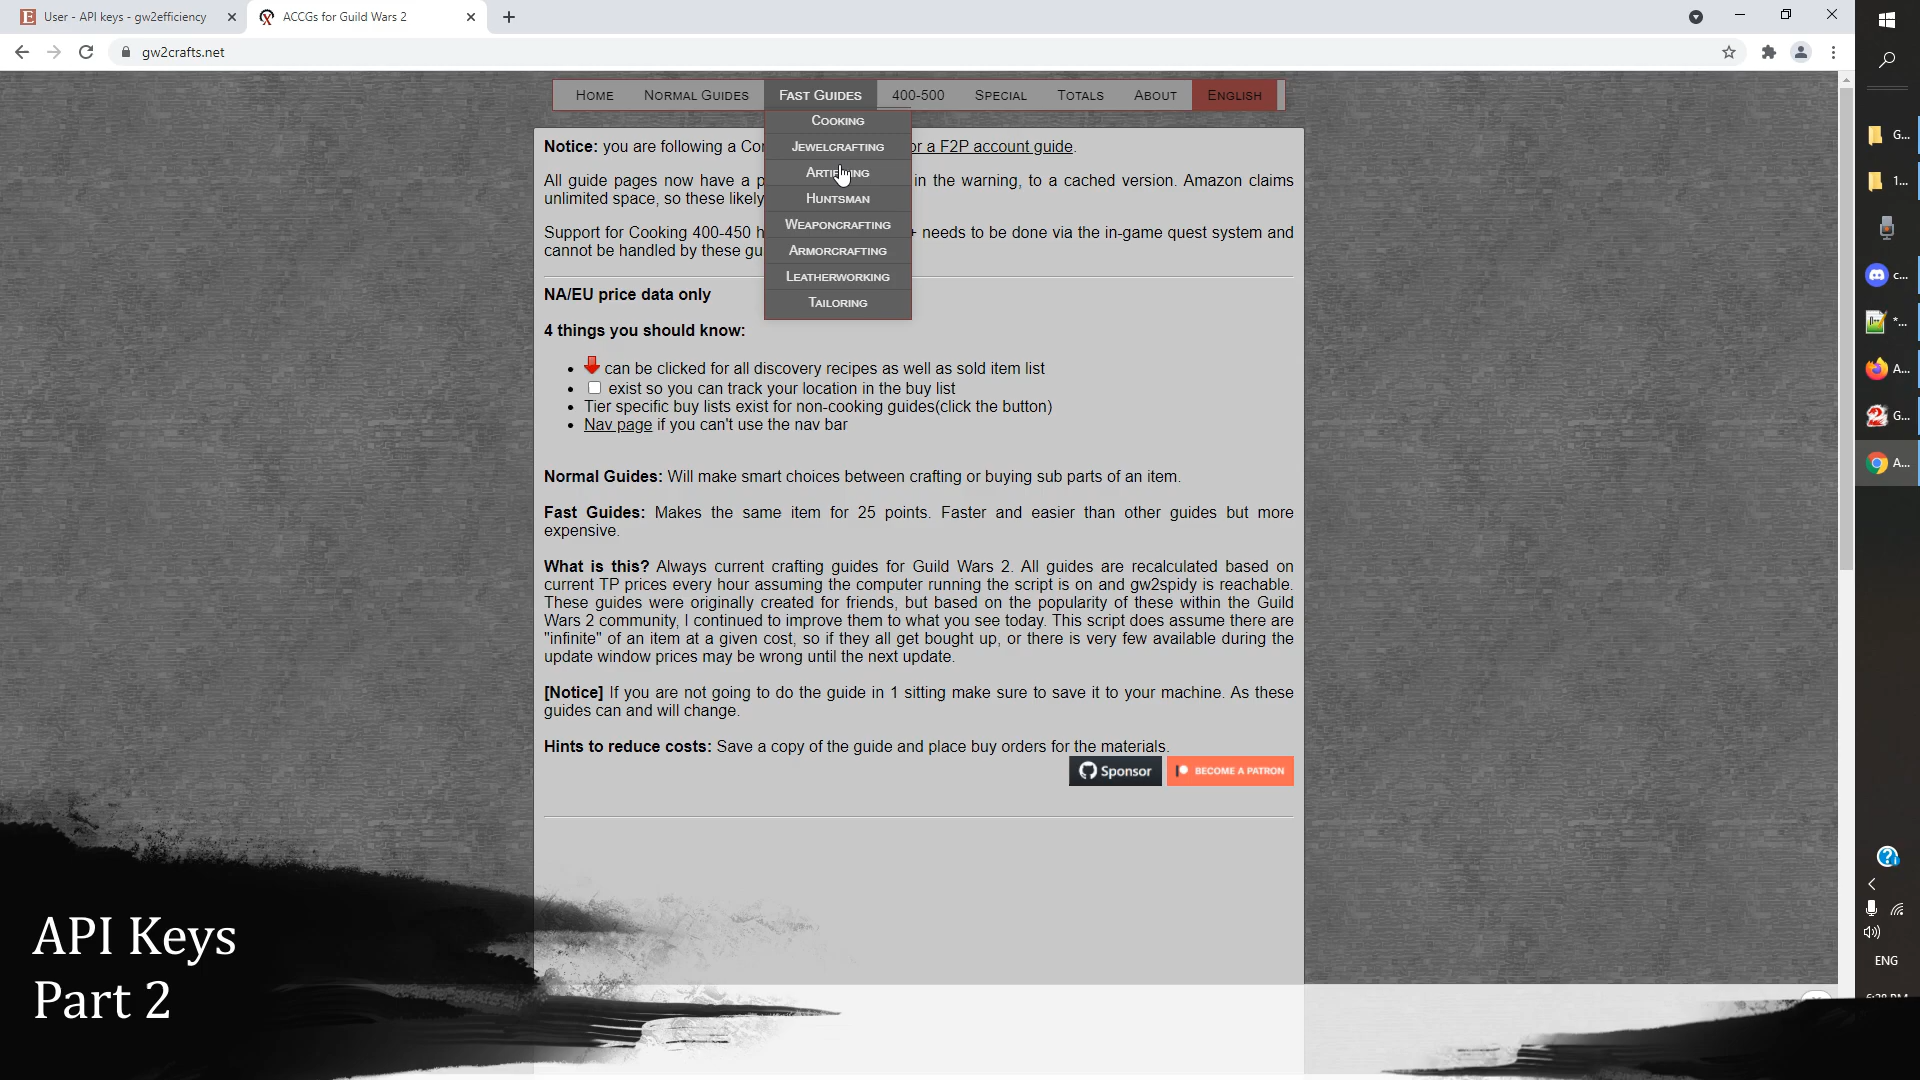 User - API keys - gw2efficiency
ACCGs for Guild Wars 2
gw2crafts.net
HOME NORMAL GUIDES FAST GUIDES 400-500 SPECIAL TOTALS ABOUT ENGLISH
COOKING
JEWELCRAFTING
HUNTSMAN
WEAPONCRAFTING
ARMORCRAFTING
LEATHERWORKING
TAILORING
Notice: you are following a or a F2P account guide.
All guide pages now have a in the warning, to a cached version. Amazon claims
unlimited space, so these likely
Support for Cooking 400-450 needs to be done via the in-game quest system and
cannot be handled by these
NA/EU price data only
4 things you should know:
• can be clicked for all discovery recipes as well as sold item list
• exist so you can track your location in the buy list
• Tier specific buy lists exist for non-cooking guides(click the button)
• Nav page if you can't use the nav bar
Normal Guides: Will make smart choices between crafting or buying sub parts of an item.
Fast Guides: Makes the same item for 25 points. Faster and easier than other guides but more
expensive.
What is this? Always current crafting guides for Guild Wars 2. All guides are recalculated based on
current TP prices every hour assuming the computer running the script is on and gw2spidy is reachable.
These guides were originally created for friends, but based on the popularity of these within the Guild
Wars 2 community, I continued to improve them to what you see today. This script does assume there are
"infinite" of an item at a given cost, so if they all get bought up, or there is very few available during the
update window prices may be wrong until the next update.
[Notice] If you are not going to do the guide in 1 sitting make sure to save it to your machine. As these
guides can and will change.
Hints to reduce costs: Save a copy of the guide and place buy orders for the materials.
Sponsor
BECOME A PATRON
G...
1...
c...
*...
A...
G...
A...
ENG
API Keys
Part 2